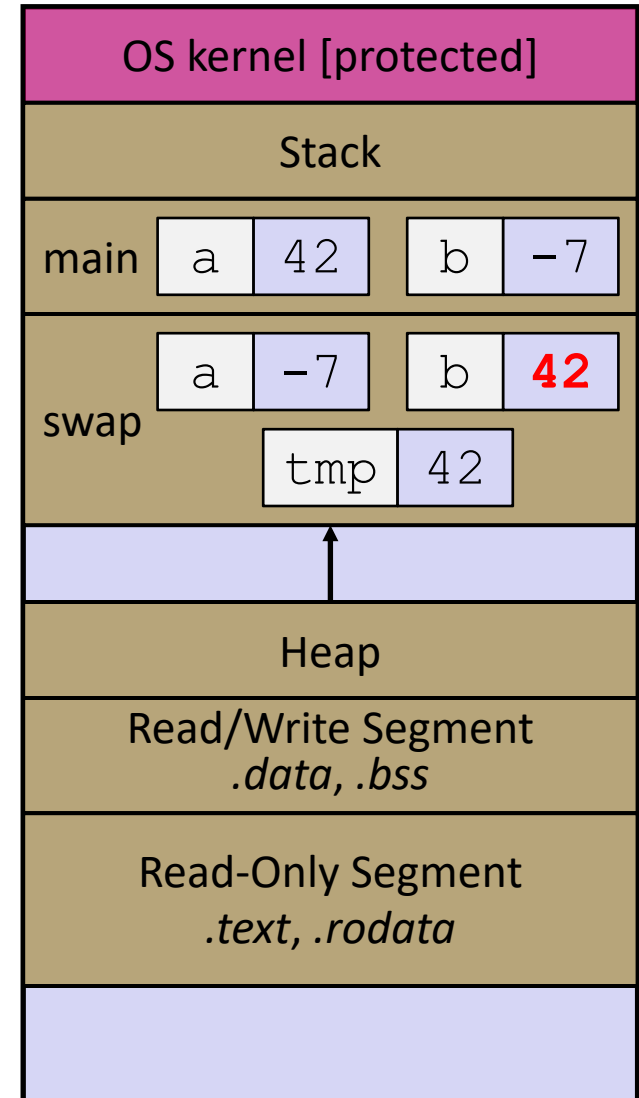 OS kernel [protected]
Stack
main a 42 b -7
a -7 b 42
swap
tmp 42
Heap
Read/Write Segment
.data, .bss
Read-Only Segment
.text, .rodata